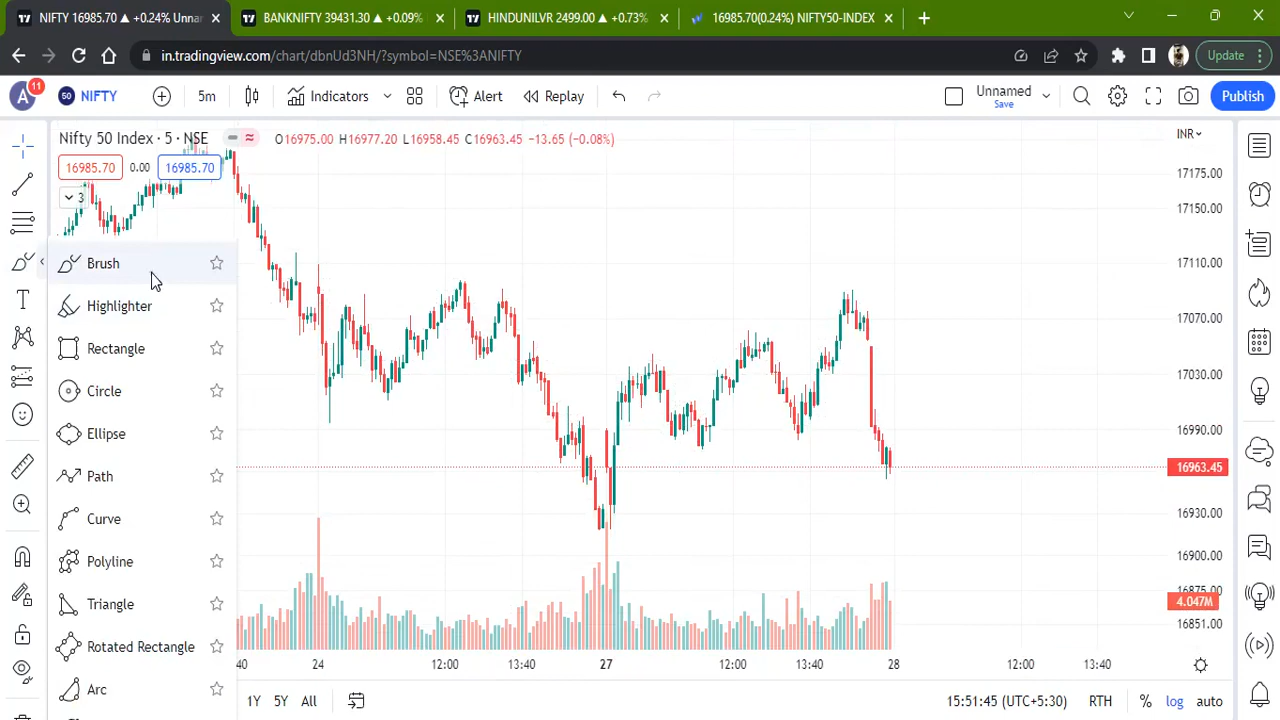 NIFTY 16985.70 ▲ +0.24% Unnar
BANKNIFTY 39431.30 ▲ +0.09%
HINDUNILVR 2499.00 ▲ +0.73%
16985.70(0.24%) NIFTY50-INDEX
in.tradingview.com/chart/dbnUd3NH/?symbol=NSE%3ANIFTY
Update
A
11
50
NIFTY
5m
Indicators
Alert
Replay
Unnamed
Save
Publish
Nifty 50 Index · 5 · NSE
O16975.00 H16977.20 L16958.45 C16963.45 -13.65 (-0.08%)
INR
16985.70
0.00
16985.70
3
17175.00
17150.00
17110.00
17070.00
17030.00
16990.00
16963.45
16930.00
16900.00
16875.00
4.047M
16851.00
Brush
Highlighter
Rectangle
Circle
Ellipse
Path
Curve
Polyline
Triangle
Rotated Rectangle
Arc
:40
24
12:00
13:40
27
12:00
13:40
28
12:00
13:40
1Y
5Y
All
15:51:45 (UTC+5:30)
RTH
%
log
auto